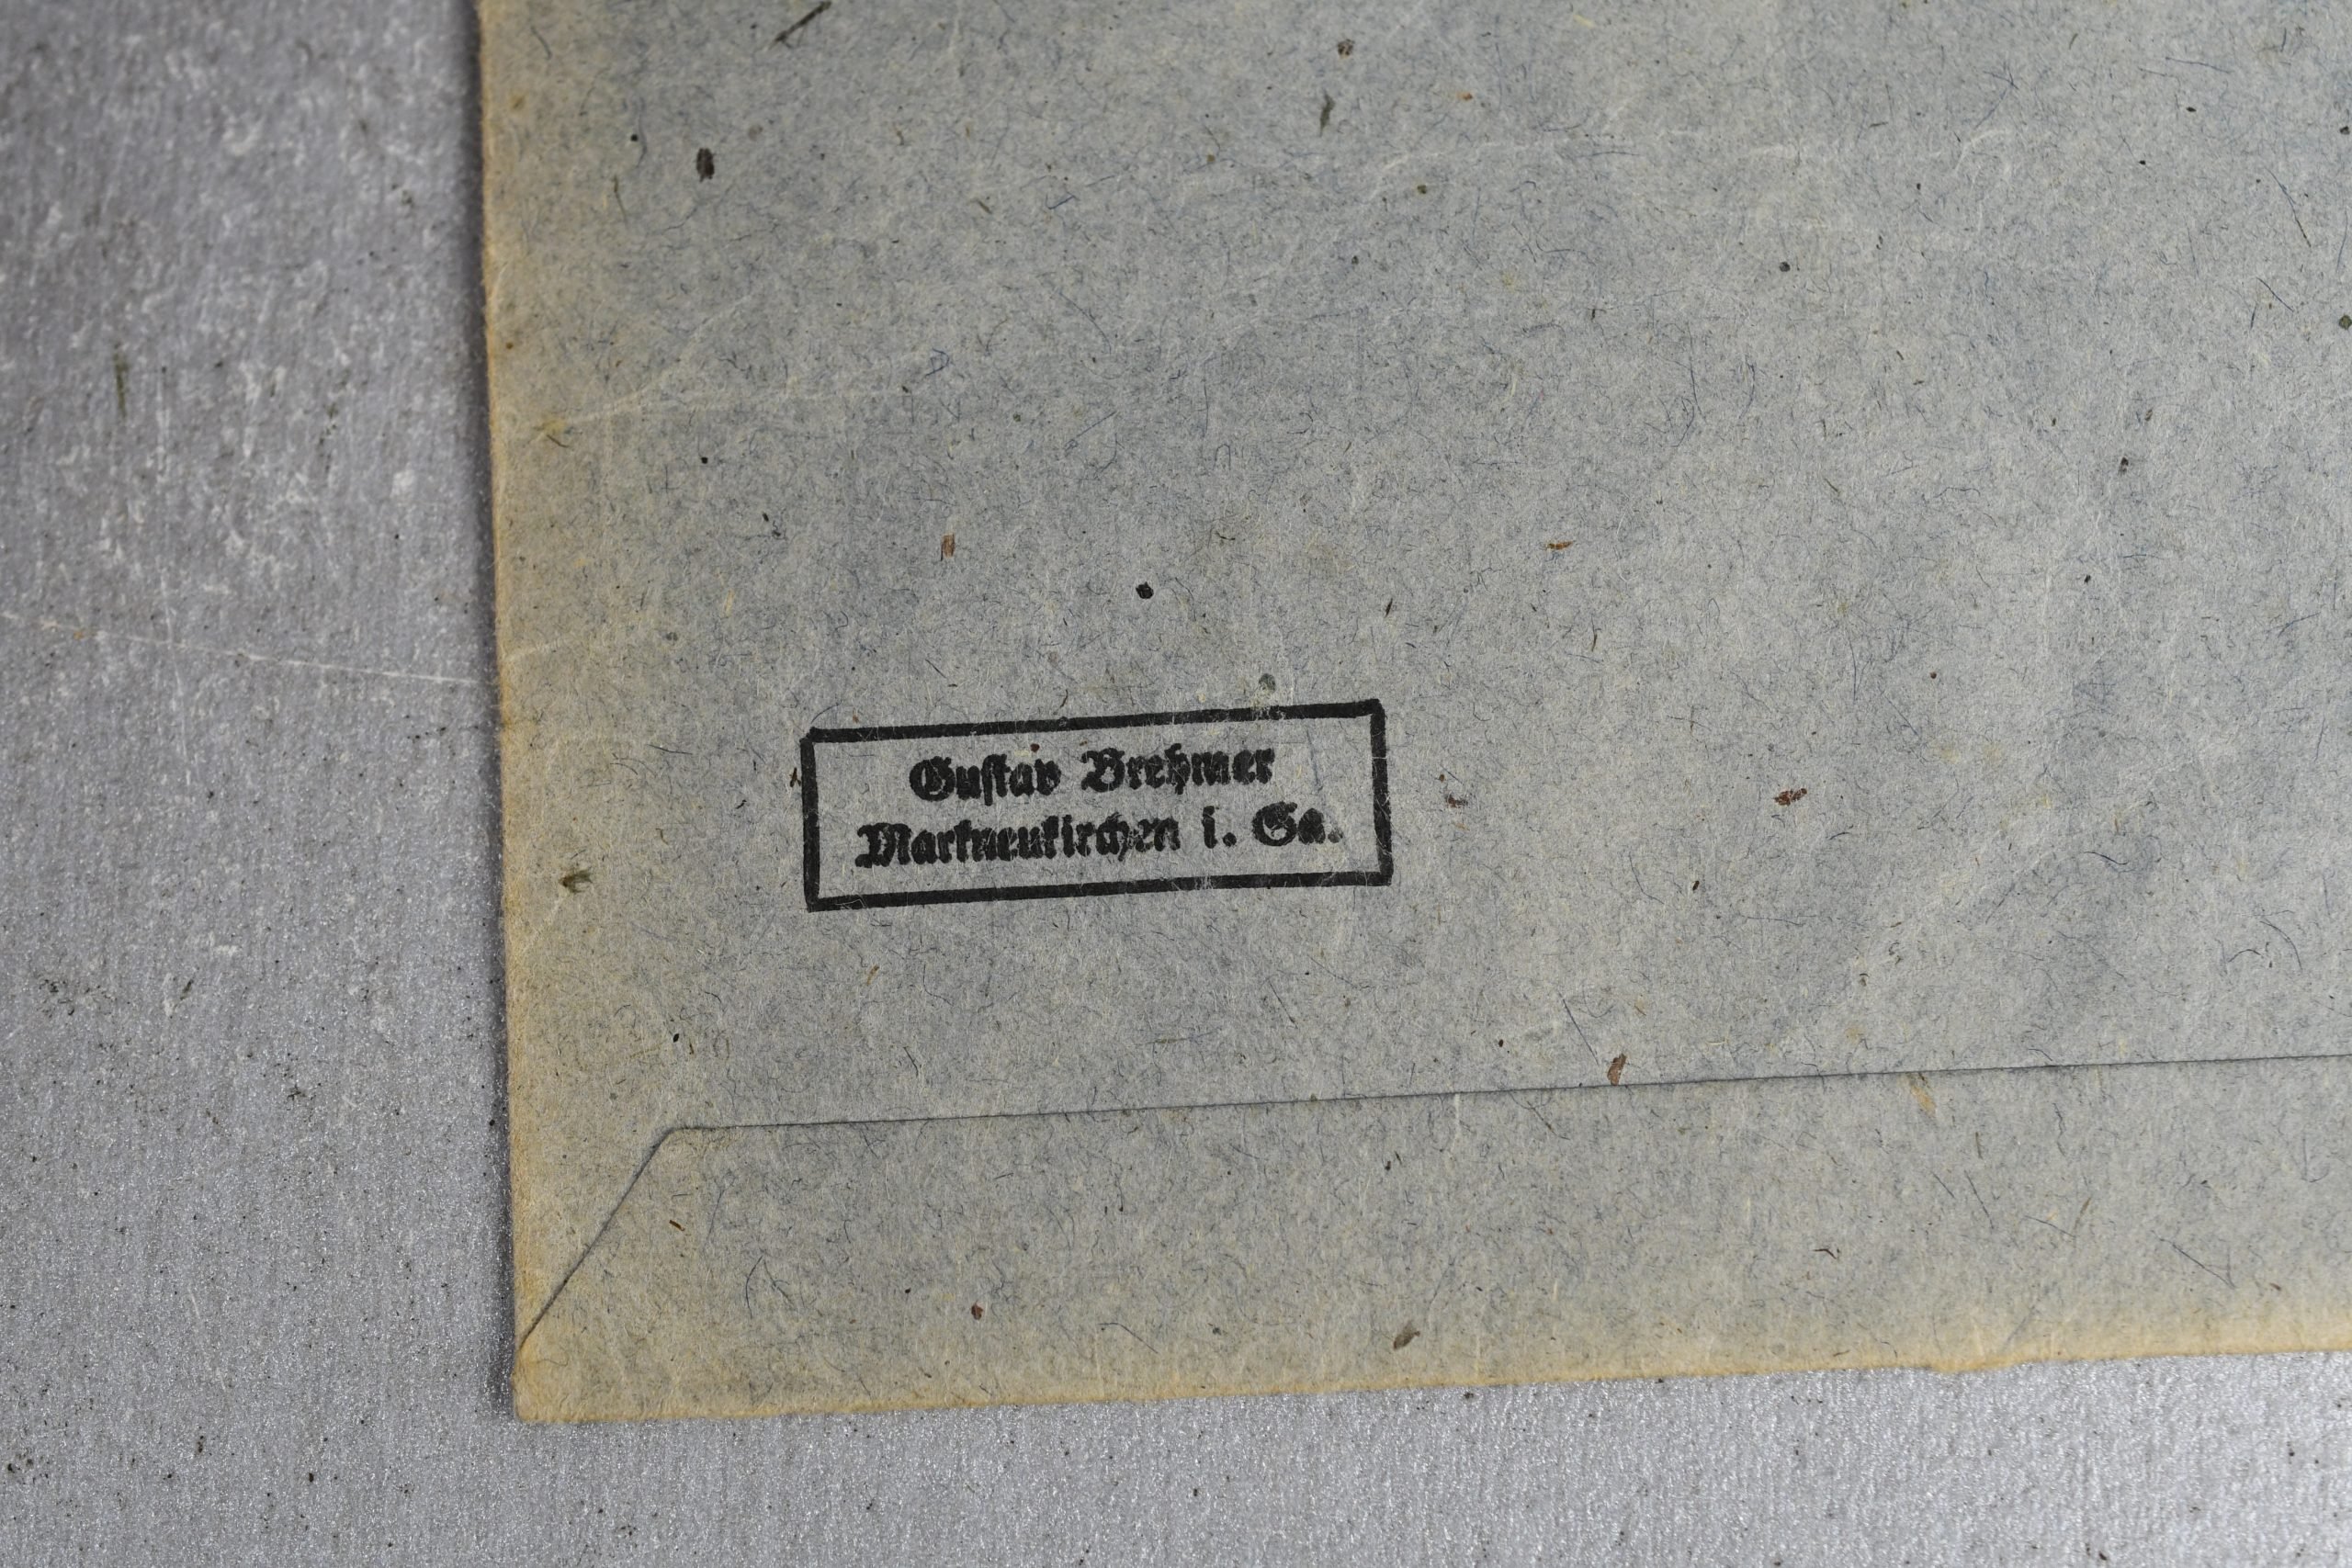 Gustav Brehmer
Markneukirchen i. Sa.